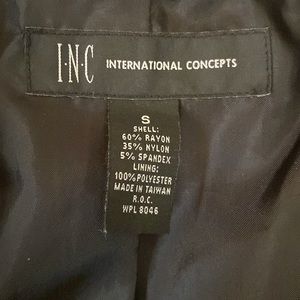 I·N·C INTERNATIONAL CONCEPTS
S
SHELL:
60% RAYON
35% NYLON
5% SPANDEX
LINING:
100% POLYESTER
MADE IN TAIWAN
R.O.C.
WPL 8046